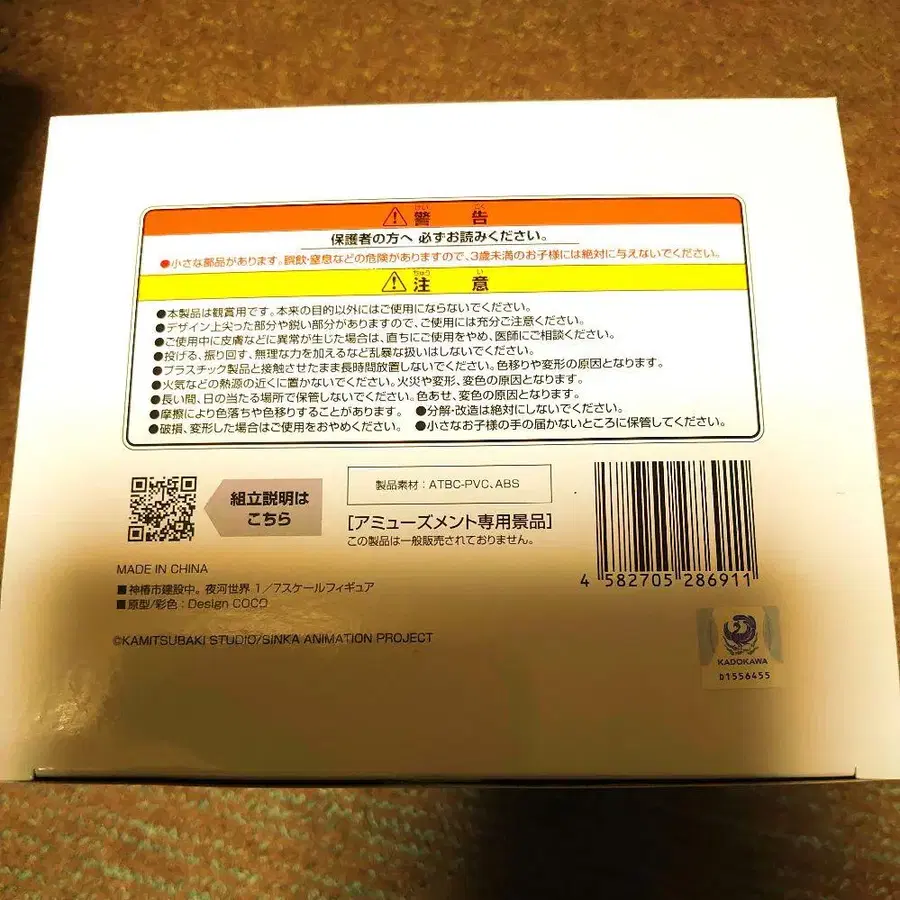 警告
けい こく
保護者の方へ 必ずお読みください。
●小さな部品があります。誤飲・窒息などの危険がありますので、3歳未満のお子様には絶対に与えないでください。
注意
ちゅう い
●本製品は観賞用です。本来の目的以外にはご使用にならないでください。
●デザイン上尖った部分や鋭い部分がありますので、ご使用には充分ご注意ください。
●ご使用中に皮膚などに異常が生じた場合は、直ちにご使用をやめ、医師にご相談ください。
●投げる、振り回す、無理な力を加えるなど乱暴な扱いはしないでください。
●プラスチック製品と接触させたまま長時間放置しないでください。色移りや変形の原因となります。
●火気などの熱源の近くに置かないでください。火災や変形、変色の原因となります。
●長い間、日の当たる場所で保管しないでください。色あせ、変色の原因となります。
●摩擦により色落ちや色移りすることがあります。 ●分解・改造は絶対にしないでください。
●破損、変形した場合はご使用をおやめください。 ●小さなお子様の手の届かないところに保管してください。
組立説明は
こちら
製品素材:ATBC-PVC、ABS
[アミューズメント専用景品]
この製品は一般販売されておりません。
4 582705 286911
MADE IN CHINA
■神椿市建設中。夜河世界 1/7スケールフィギュア
■原型/彩色:Design COCO
©KAMITSUBAKI STUDIO/SINKA ANIMATION PROJECT
KADOKAWA
D1556455